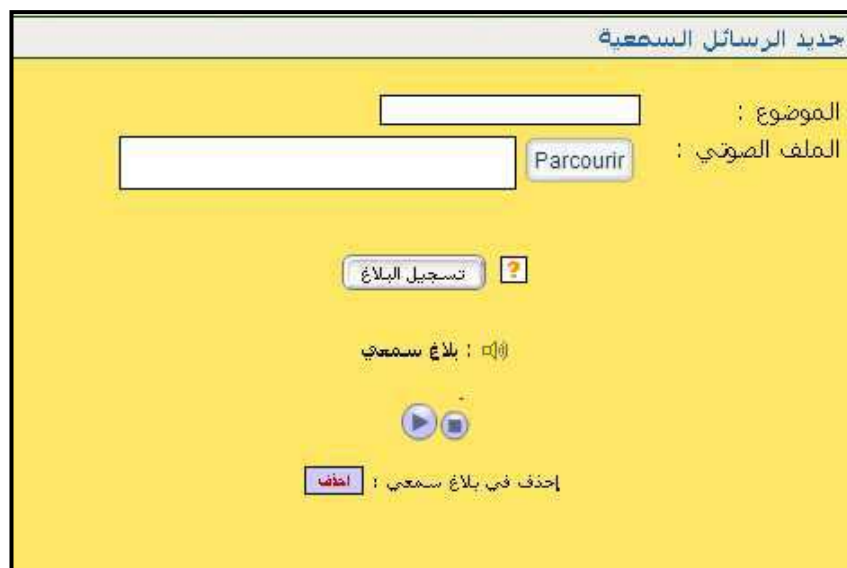 جديد الرسائل السمعية
الموضوع :
الملف الصوتي : Parcourir
? تسجيل البلاغ
: بلاغ سمعي
إحذف في بلاغ سمعي : احذف